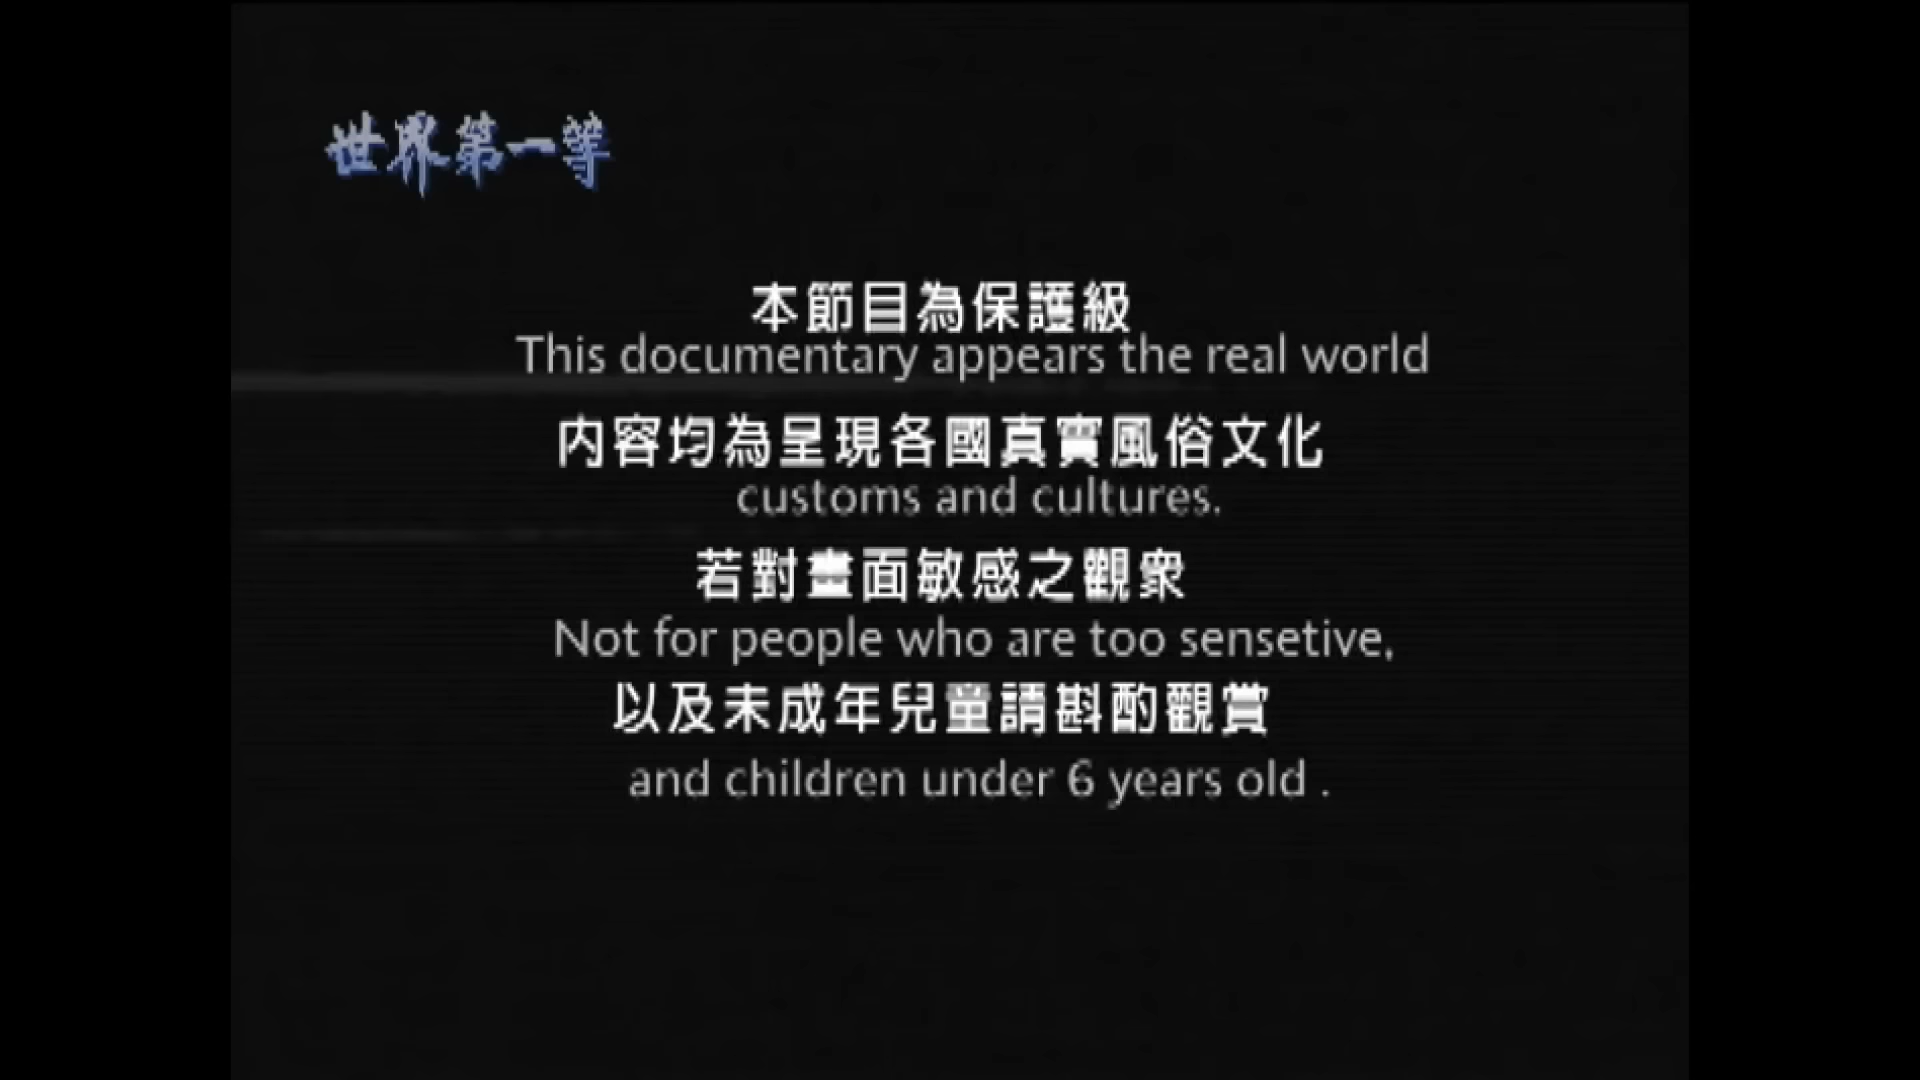 世界第一等
本節目為保護級
This documentary appears the real world
內容均為呈現各國真實風俗文化
customs and cultures.
若對畫面敏感之觀眾
Not for people who are too sensetive,
以及未成年兒童請斟酌觀賞
and children under 6 years old .